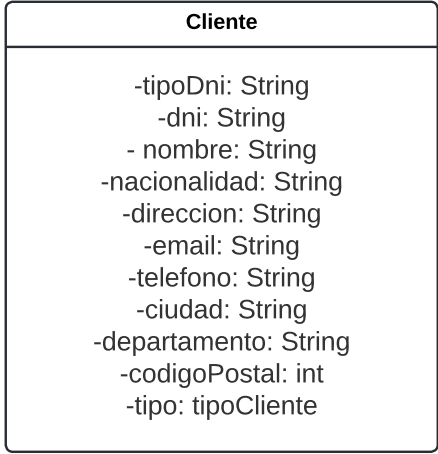 Cliente
-tipoDni: String
-dni: String
- nombre: String
-nacionalidad: String
-direccion: String
-email: String
-telefono: String
-ciudad: String
-departamento: String
-codigoPostal: int
-tipo: tipoCliente